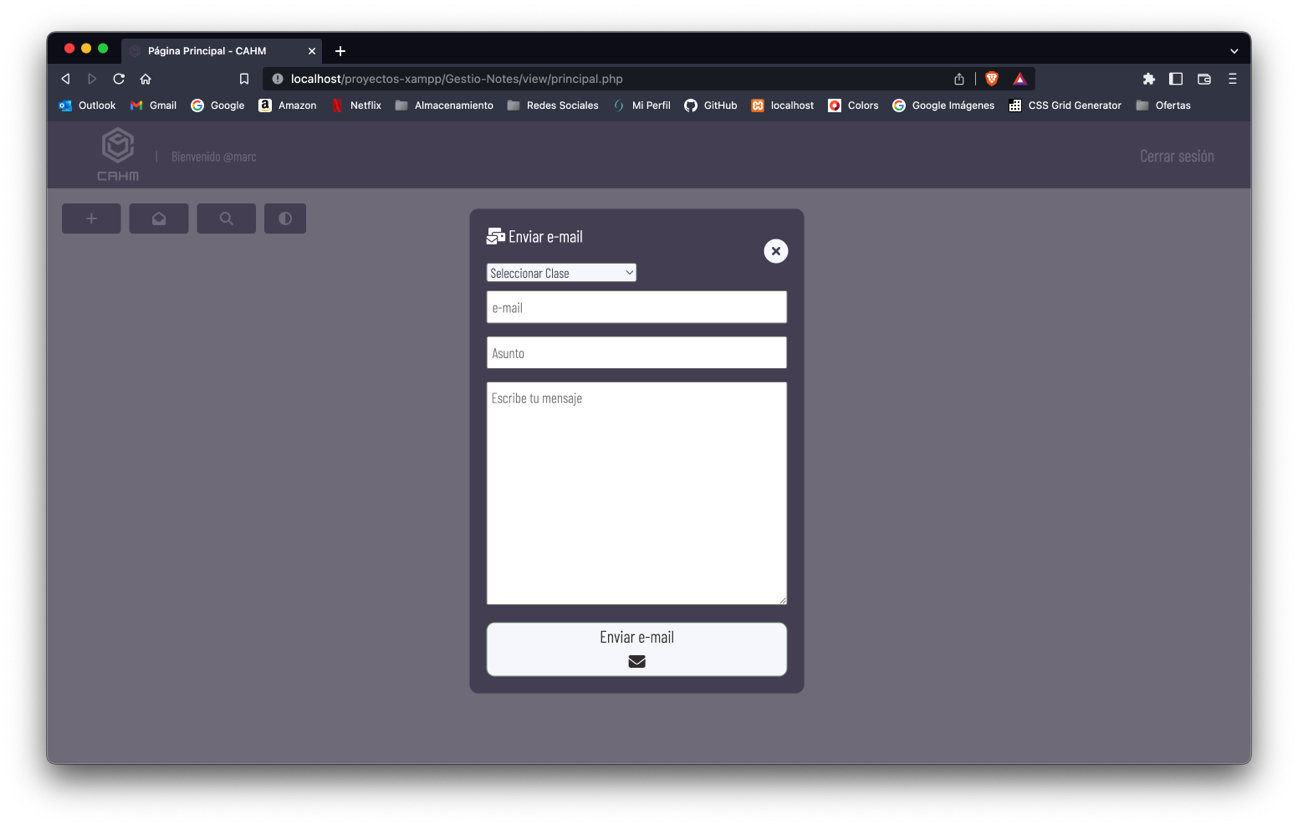 Página Principal - CAHM
localhost/proyectos-xampp/Gestio-Notes/view/principal.php
Outlook Gmail Google Amazon Netflix Almacenamiento Redes Sociales Mi Perfil GitHub localhost Colors Google Imágenes CSS Grid Generator Ofertas
CAHM | Bienvenido @marc Cerrar sesión
Enviar e-mail
Seleccionar Clase
e-mail
Asunto
Escribe tu mensaje
Enviar e-mail